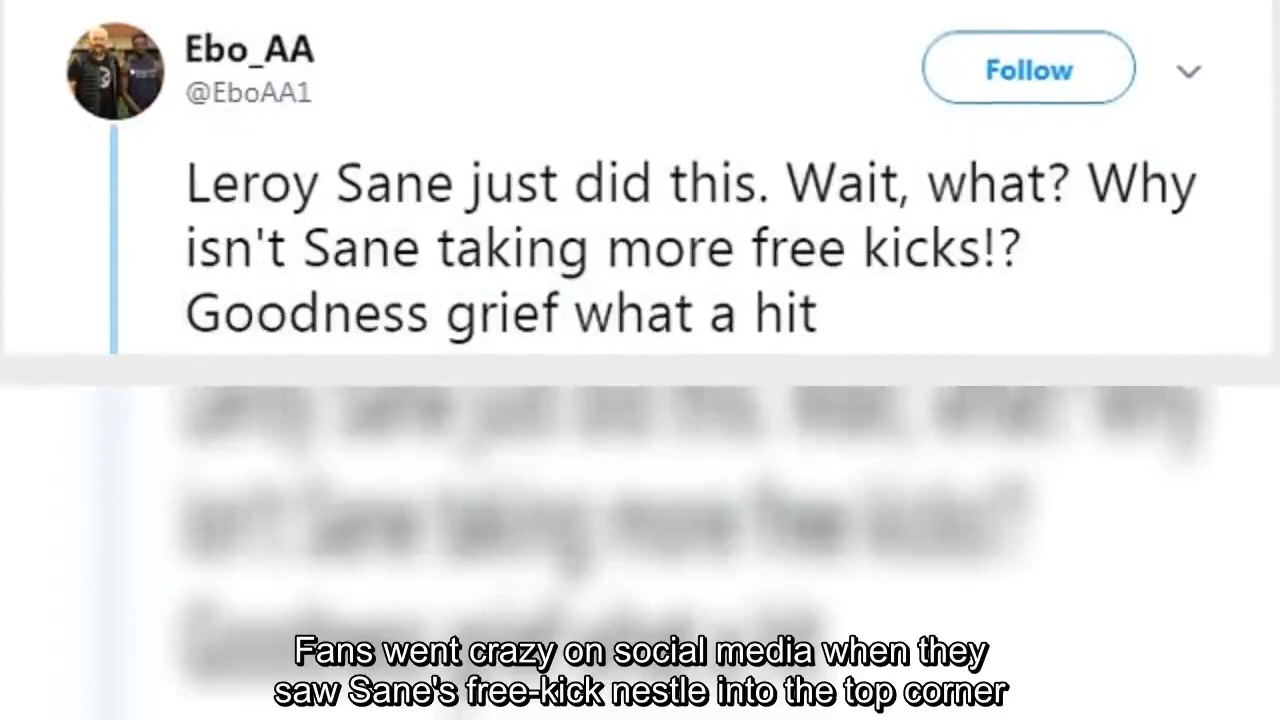 Ebo_AA
@EboAA1
Follow
Leroy Sane just did this. Wait, what? Why
isn't Sane taking more free kicks!?
Goodness grief what a hit
Fans went crazy on social media when they
saw Sane's free-kick nestle into the top corner